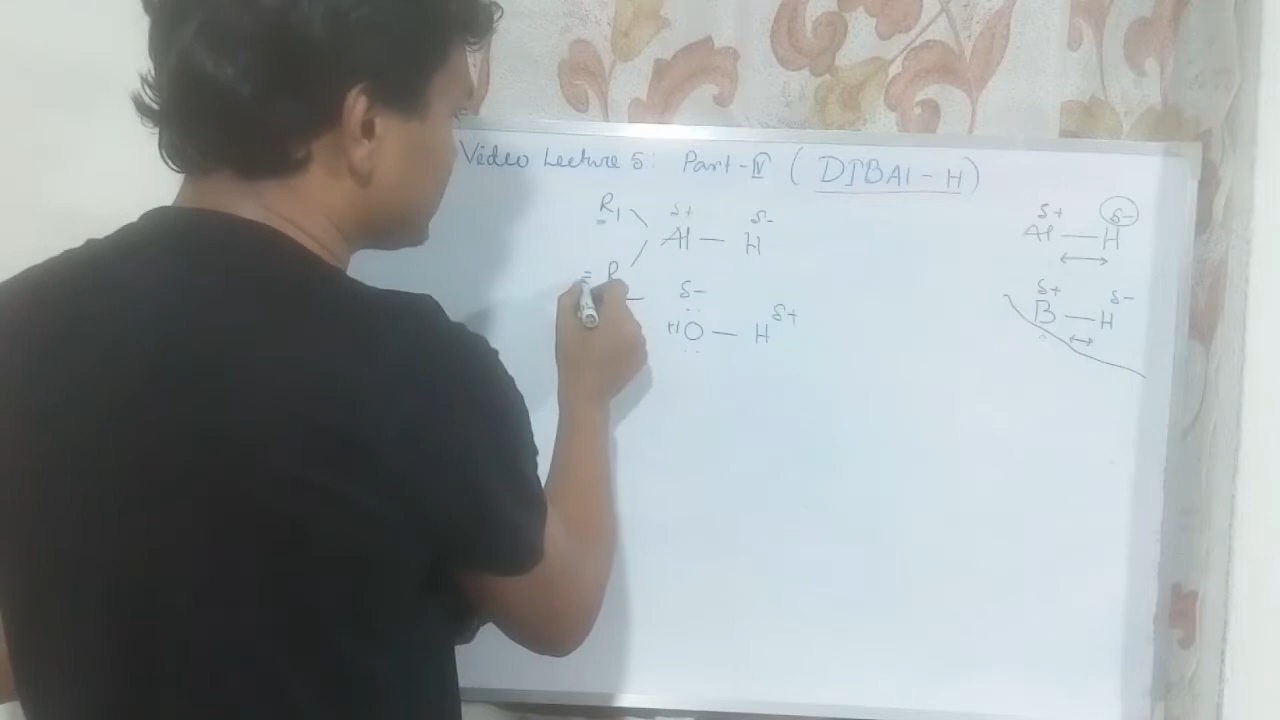 Video Lecture 5: Part-IV (DIBAl-H)
R1 δ+ δ-
Al — H
R
δ-
HO — H δ+
δ+ δ-
Al — H
δ+ δ-
B — H